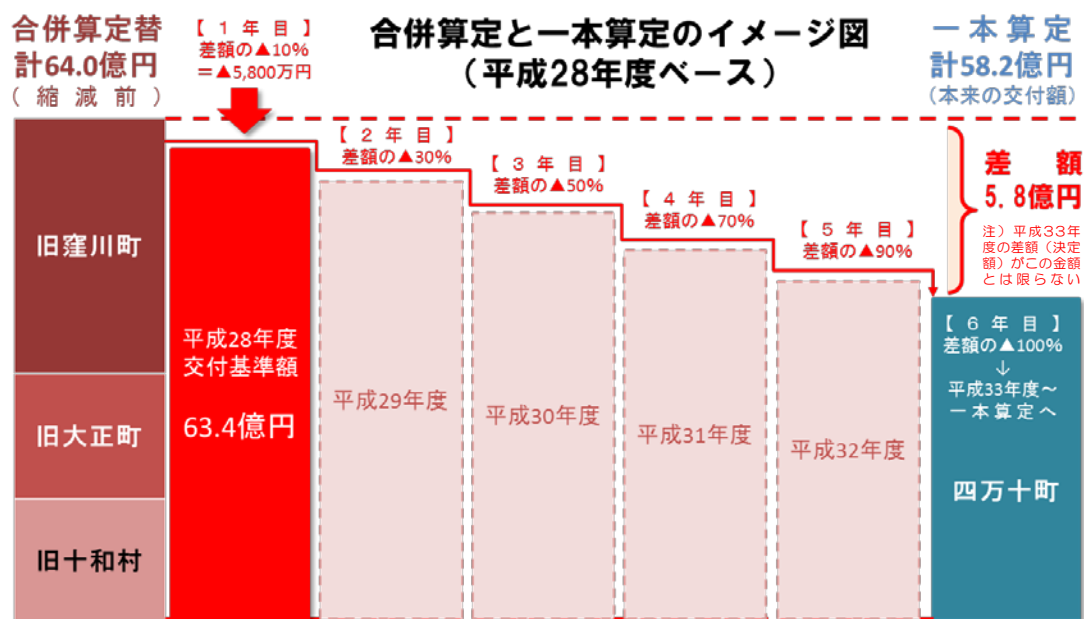 合併算定替
計64.0億円
(縮減前)
【1年目】
差額の▲10%
=▲5,800万円
合併算定と一本算定のイメージ図
(平成28年度ベース)
一本算定
計58.2億円
(本来の交付額)
【2年目】
差額の▲30%
【3年目】
差額の▲50%
【4年目】
差額の▲70%
【5年目】
差額の▲90%
差額
5.8億円
注)平成33年
度の差額(決定
額)がこの金額
とは限らない
旧窪川町
旧大正町
旧十和村
平成28年度
交付基準額
63.4億円
平成29年度
平成30年度
平成31年度
平成32年度
【6年目】
差額の▲100%
↓
平成33年度~
一本算定へ
四万十町